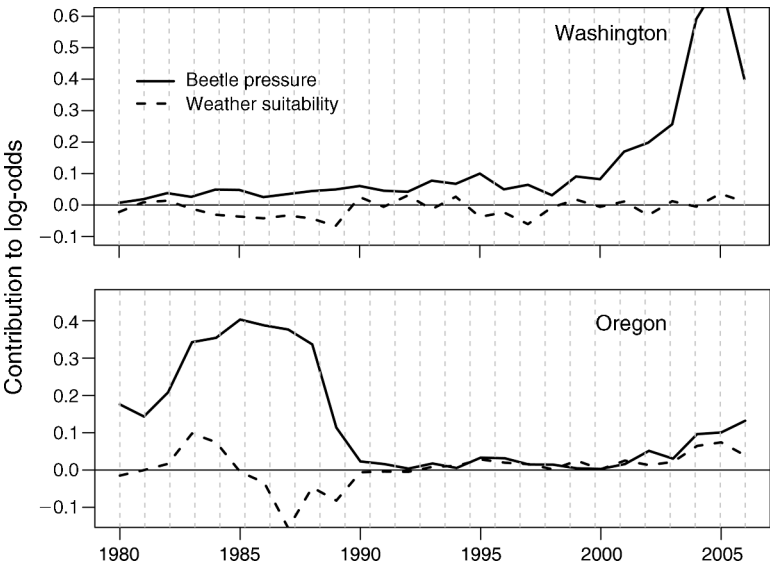 Contribution to log-odds
0.6
0.5
0.4
0.3
0.2
0.1
0.0
−0.1
Washington
Beetle pressure
Weather suitability
0.4
0.3
0.2
0.1
0.0
−0.1
Oregon
1980 1985 1990 1995 2000 2005